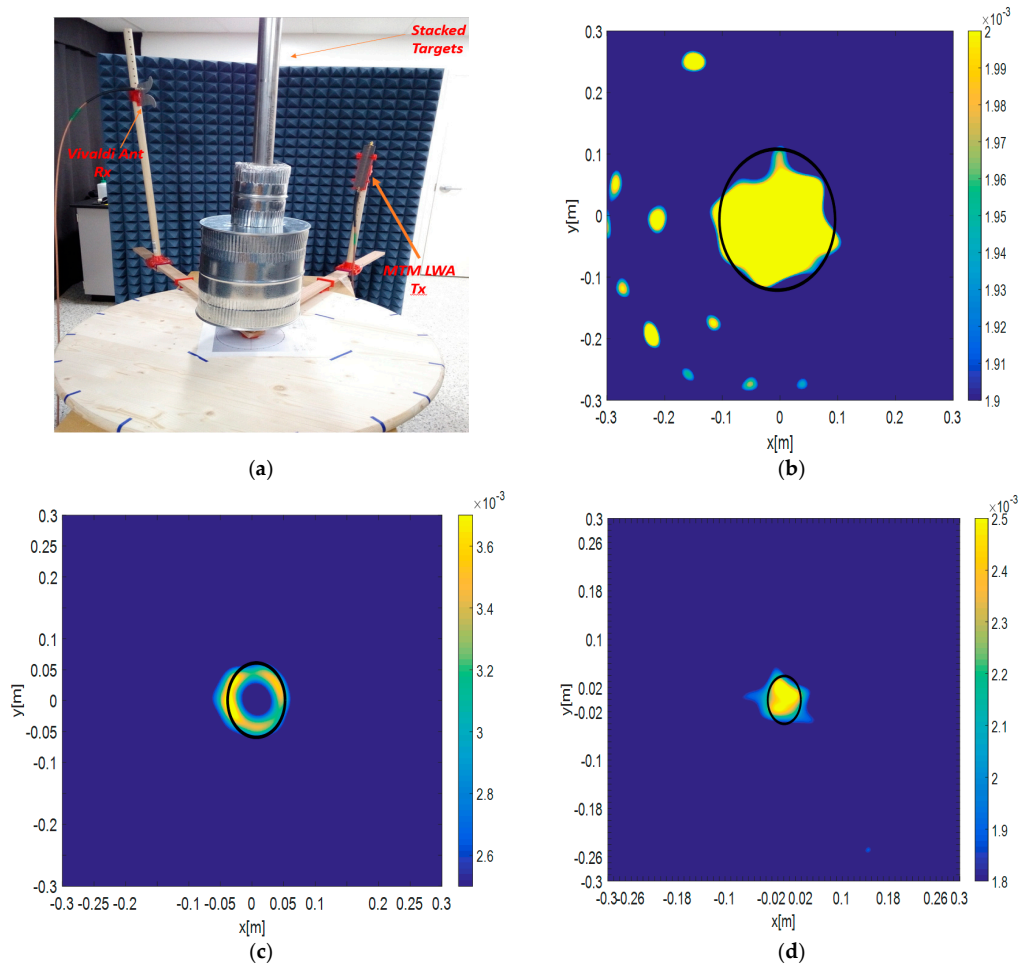 Stacked
Targets
Vivaldi Ant
Rx
MTM LWA
Tx
(a)
×10⁻³
0.3
0.2
0.1
0
-0.1
-0.2
-0.3
y[m]
-0.3 -0.2 -0.1 0 0.1 0.2 0.3
x[m]
2
1.99
1.98
1.97
1.96
1.95
1.94
1.93
1.92
1.91
1.9
(b)
×10⁻³
0.3
0.25
0.2
0.1
0.05
0
-0.05
-0.1
-0.2
-0.3
y[m]
-0.3 -0.25 -0.2 -0.1 -0.05 0 0.05 0.1 0.2 0.25 0.3
x[m]
3.6
3.4
3.2
3
2.8
2.6
(c)
×10⁻³
0.3
0.26
0.18
0.1
0.02
-0.02
-0.1
-0.18
-0.26
-0.3
y[m]
-0.3 -0.26 -0.18 -0.1 -0.02 0.02 0.1 0.18 0.26 0.3
x[m]
2.5
2.4
2.3
2.2
2.1
2
1.9
1.8
(d)